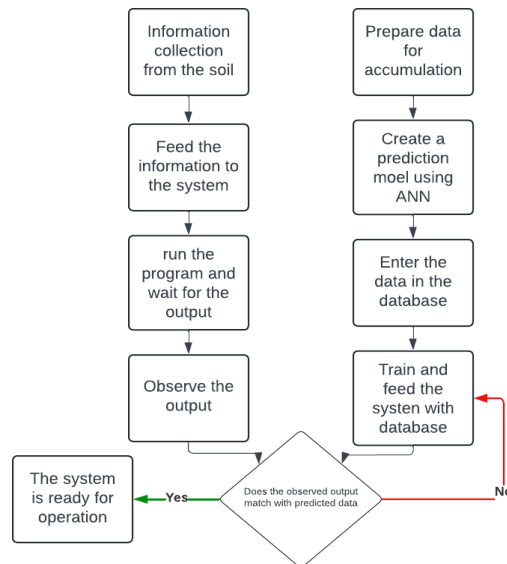 Information
collection
from the soil
Feed the
information to
the system
run the
program and
wait for the
output
Observe the
output
Prepare data
for
accumulation
Create a
prediction
moel using
ANN
Enter the
data in the
database
Train and
feed the
systen with
database
Does the observed output
match with predicted data
Yes
The system
is ready for
operation